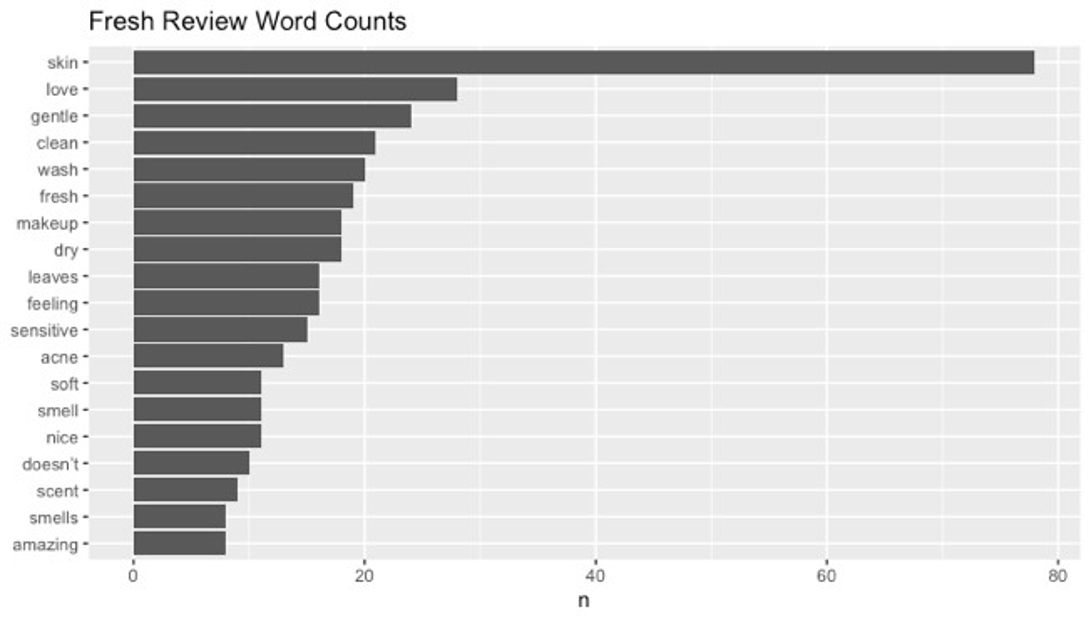 Fresh Review Word Counts
skin
love
gentle
clean
wash
fresh
makeup
dry
leaves
feeling
sensitive
acne
soft
smell
nice
doesn't
scent
smells
amazing
0 20 40 60 80
n